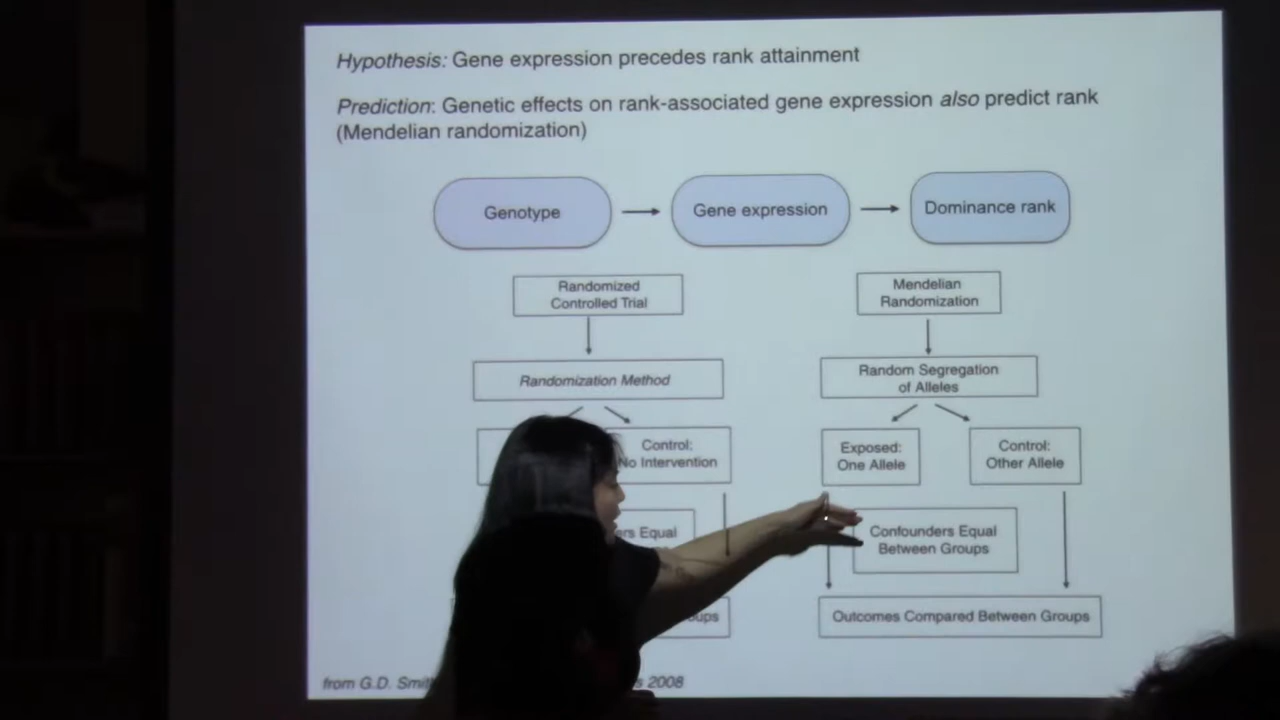 Hypothesis: Gene expression precedes rank attainment
Prediction: Genetic effects on rank-associated gene expression also predict rank
(Mendelian randomization)
Genotype
Gene expression
Dominance rank
Randomized
Controlled Trial
Mendelian
Randomization
Randomization Method
Random Segregation
of Alleles
Control:
No Intervention
Exposed:
One Allele
Control:
Other Allele
Equal
Confounders Equal
Between Groups
Outcomes Compared Between Groups
from G.D. 2008